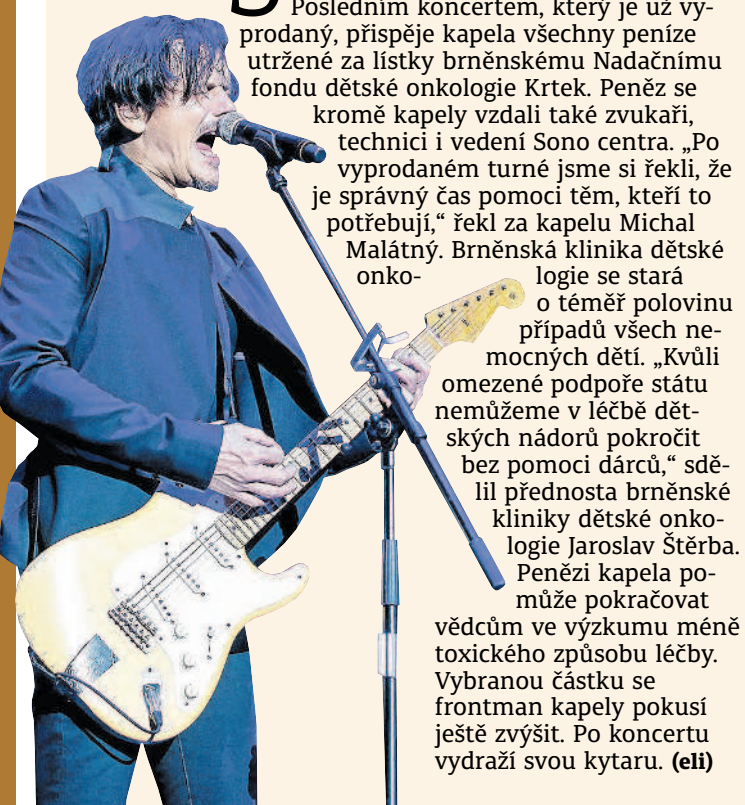 Posledním koncertem, který je už vy-
prodaný, přispěje kapela všechny peníze
utržené za lístky brněnskému Nadačnímu
fondu dětské onkologie Krtek. Peněz se
kromě kapely vzdali také zvukaři,
technici i vedení Sono centra. „Po
vyprodaném turné jsme si řekli, že
je správný čas pomoci těm, kteří to
potřebují,“ řekl za kapelu Michal
Malátný. Brněnská klinika dětské
onko- logie se stará
o téměř polovinu
případů všech ne-
mocných dětí. „Kvůli
omezené podpoře státu
nemůžeme v léčbě dět-
ských nádorů pokročit
bez pomoci dárců,“ sdě-
lil přednosta brněnské
kliniky dětské onko-
logie Jaroslav Štěrba.
Penězi kapela po-
může pokračovat
vědcům ve výzkumu méně
toxického způsobu léčby.
Vybranou částku se
frontman kapely pokusí
ještě zvýšit. Po koncertu
vydraží svou kytaru. (eli)